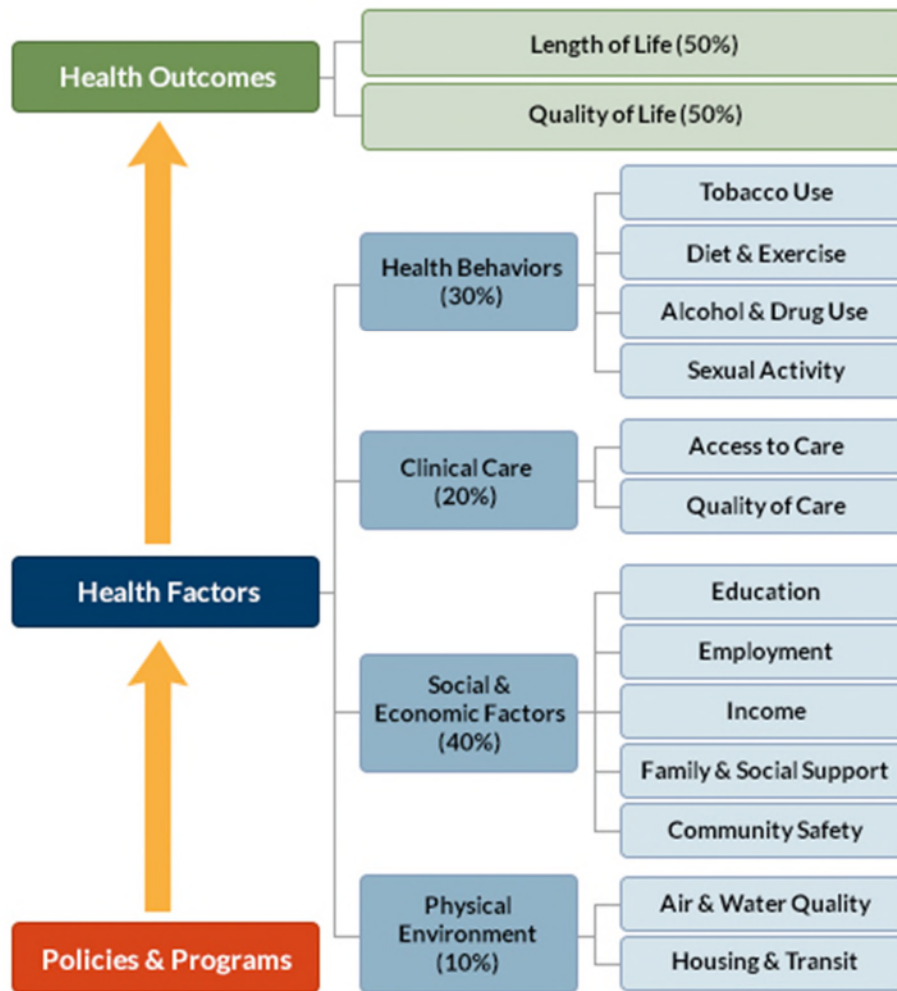 Health Outcomes
Length of Life (50%)
Quality of Life (50%)
Health Factors
Health Behaviors
(30%)
Tobacco Use
Diet & Exercise
Alcohol & Drug Use
Sexual Activity
Clinical Care
(20%)
Access to Care
Quality of Care
Social &
Economic Factors
(40%)
Education
Employment
Income
Family & Social Support
Community Safety
Physical
Environment
(10%)
Air & Water Quality
Housing & Transit
Policies & Programs